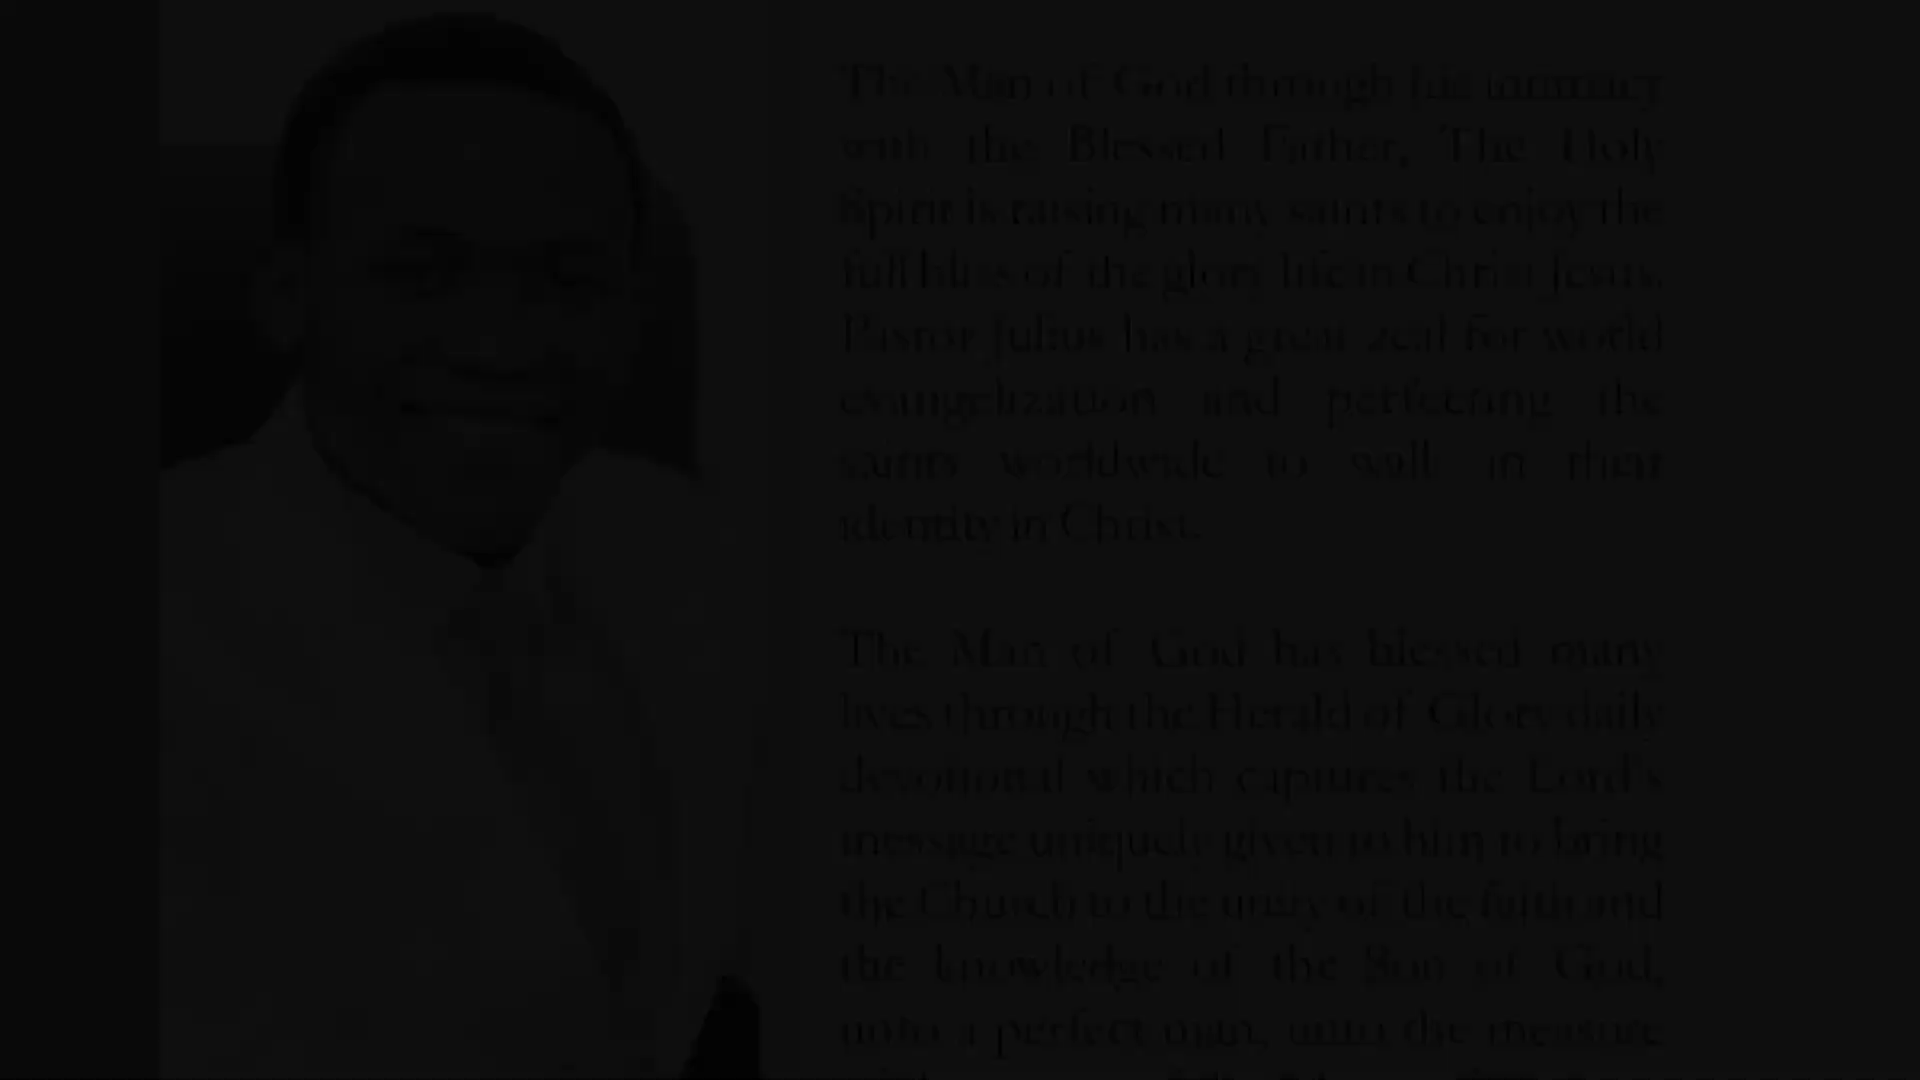 The Man of God through his intimacy
with the Blessed Father, The Holy
Spirit is raising many saints to enjoy the
full bliss of the glory life in Christ Jesus.
Pastor Julius has a great zeal for world
evangelization and perfecting the
saints worldwide to walk in their
identity in Christ.
The Man of God has blessed many
lives through the Herald of Glory daily
devotional which captures the Lord's
message uniquely given to him to bring
the Church to the unity of the faith and
the knowledge of the Son of God,
unto a perfect man, unto the measure